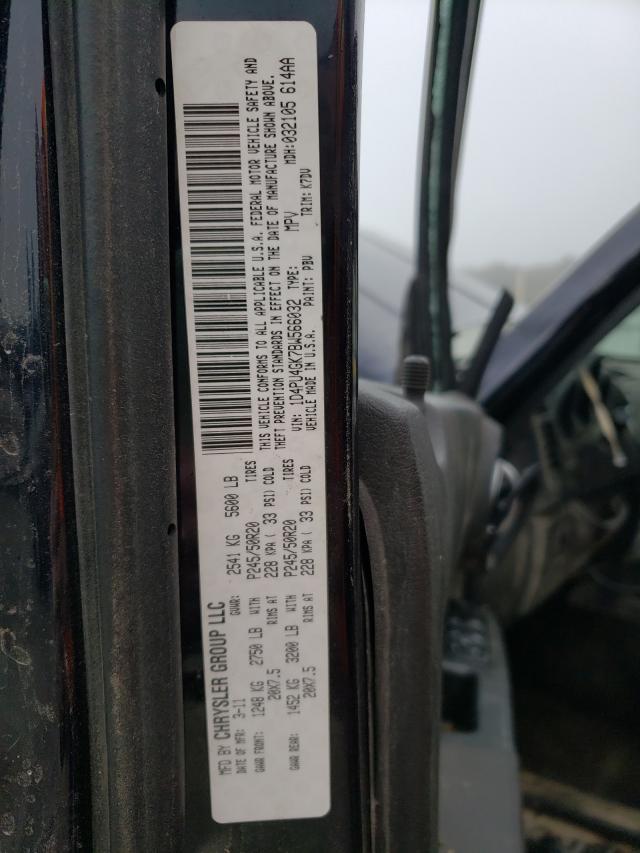 MFD BY CHRYSLER GROUP LLC
DATE OF MFR: 3-11 GVWR: 2541 KG 5600 LB
GAWR FRONT: 1248 KG 2750 LB WITH P245/50R20 TIRES
20X7.5 RIMS AT 228 KPA ( 33 PSI) COLD
GAWR REAR: 1452 KG 3200 LB WITH P245/50R20 TIRES
20X7.5 RIMS AT 228 KPA ( 33 PSI) COLD
THIS VEHICLE CONFORMS TO ALL APPLICABLE U.S.A. FEDERAL MOTOR VEHICLE SAFETY AND
THEFT PREVENTION STANDARDS IN EFFECT ON THE DATE OF MANUFACTURE SHOWN ABOVE.
VIN: 1D4PU4GK7BW566032 TYPE: MPV MDH:032105 614AA
VEHICLE MADE IN U.S.A. PAINT: PBV TRIM: K7DV